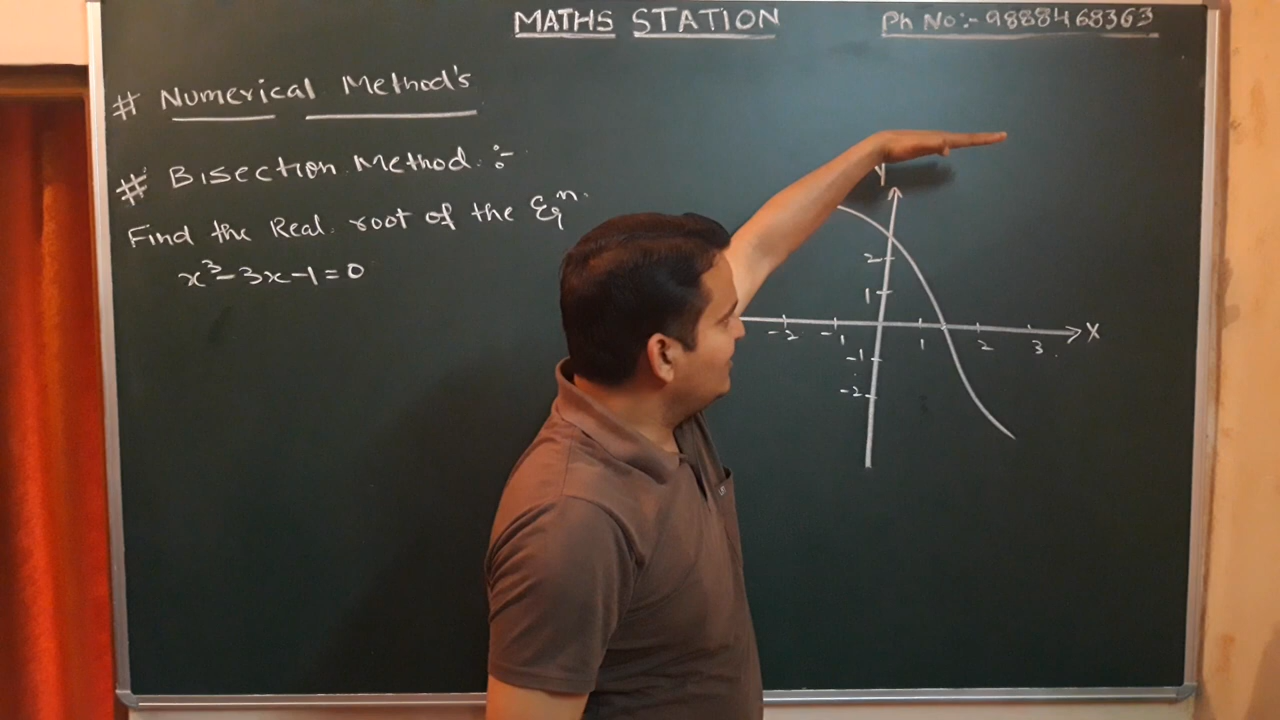 MATHS STATION
Ph No:- 9888468363
# Numerical Method's
# Bisection Method :-
Find the Real root of the Eqn.
x³-3x-1=0
Y
2
1
-2 -1 1 2 3 X
-1
-2